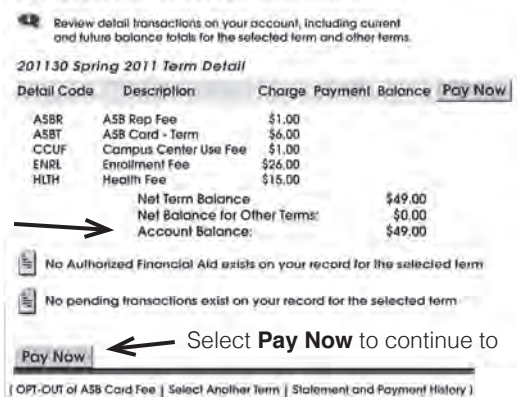 Review detail transactions on your account, including current
and future balance totals for the selected term and other terms.
201130 Spring 2011 Term Detail
Detail Code Description Charge Payment Balance Pay Now
ASBR ASB Rep Fee $1.00
ASBT ASB Card - Term $6.00
CCUF Campus Center Use Fee $1.00
ENRL Enrollment Fee $26.00
HLTH Health Fee $15.00
Net Term Balance $49.00
Net Balance for Other Terms: $0.00
Account Balance: $49.00
No Authorized Financial Aid exists on your record for the selected term
No pending transactions exist on your record for the selected term
Select Pay Now to continue to
Pay Now
[ OPT-OUT of ASB Card Fee | Select Another Term | Statement and Payment History ]